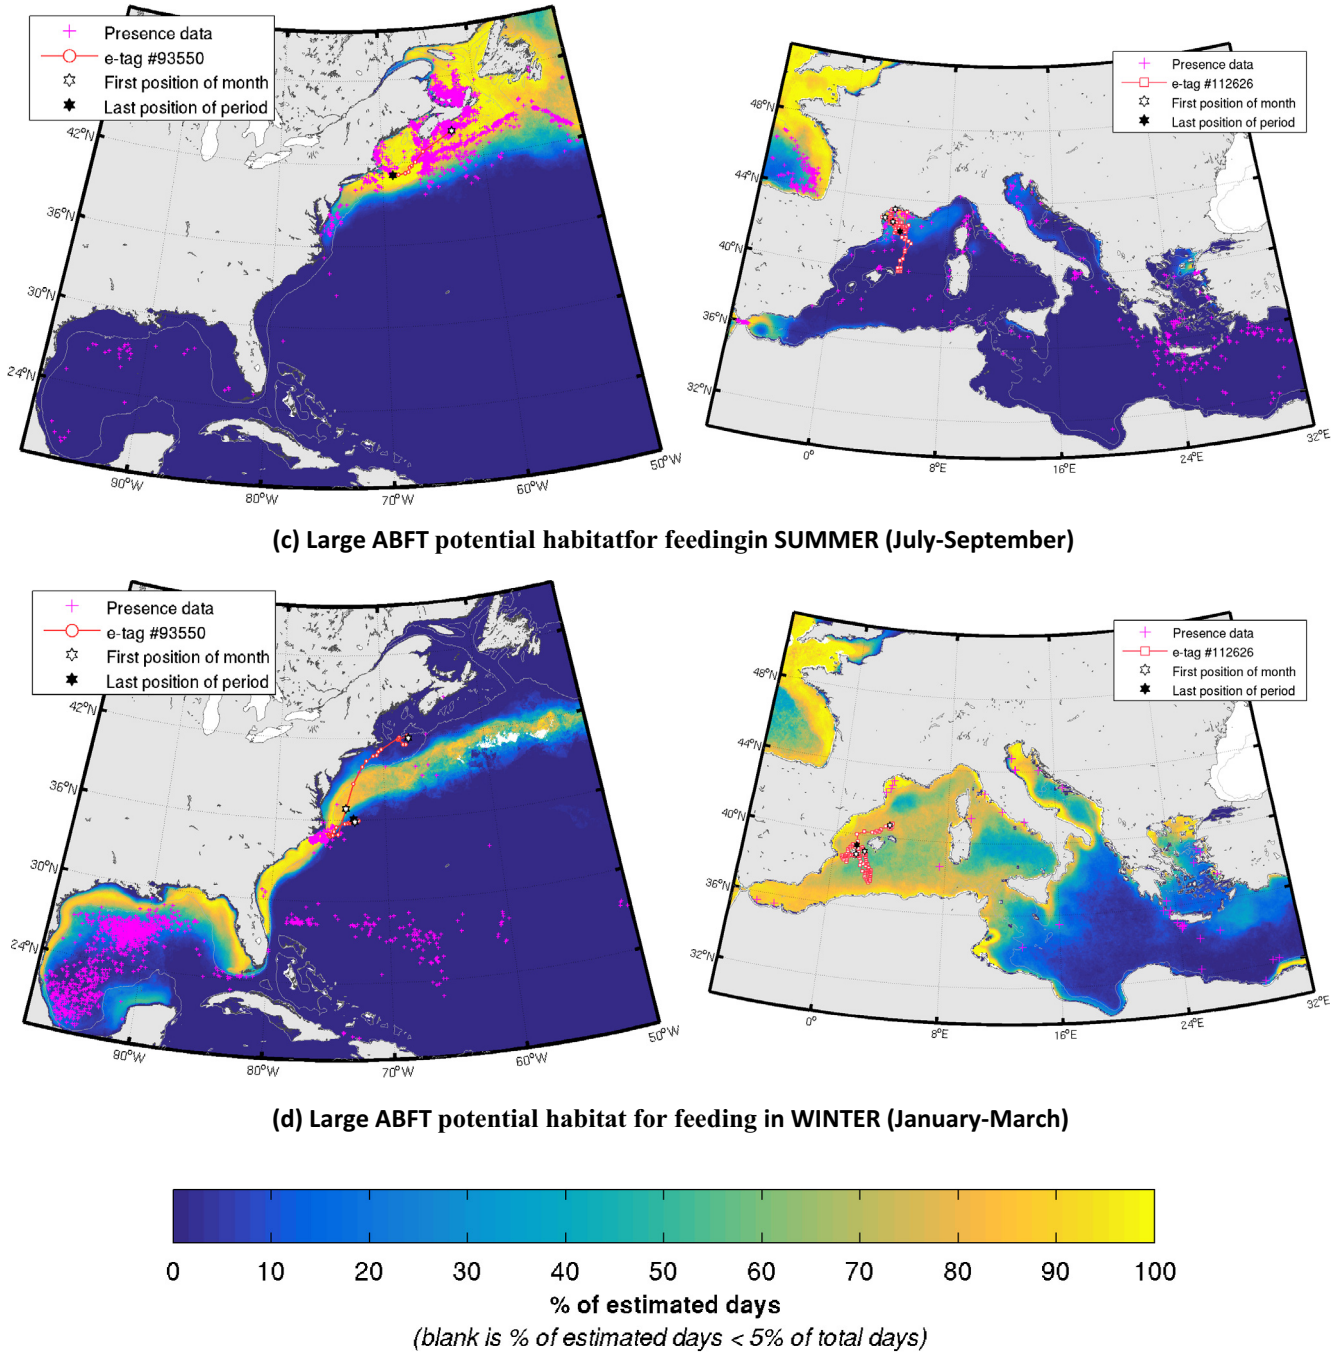 Presence data
e-tag #93550
First position of month
Last position of period
42°N
36°N
30°N
24°N
90°W
80°W
70°W
60°W
50°W
Presence data
e-tag #112626
First position of month
Last position of period
48°N
44°N
40°N
36°N
32°N
0°
8°E
16°E
24°E
32°E
(c) Large ABFT potential habitatfor feedingin SUMMER (July-September)
Presence data
e-tag #93550
First position of month
Last position of period
42°N
36°N
30°N
24°N
90°W
80°W
70°W
60°W
50°W
Presence data
e-tag #112626
First position of month
Last position of period
48°N
44°N
40°N
36°N
32°N
0°
8°E
16°E
24°E
32°E
(d) Large ABFT potential habitat for feeding in WINTER (January-March)
0 10 20 30 40 50 60 70 80 90 100
% of estimated days
(blank is % of estimated days < 5% of total days)